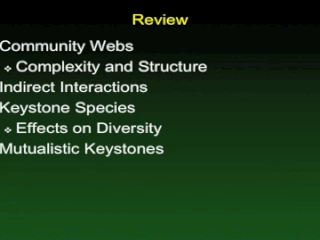 Review
Community Webs
❖ Complexity and Structure
Indirect Interactions
Keystone Species
❖ Effects on Diversity
Mutualistic Keystones